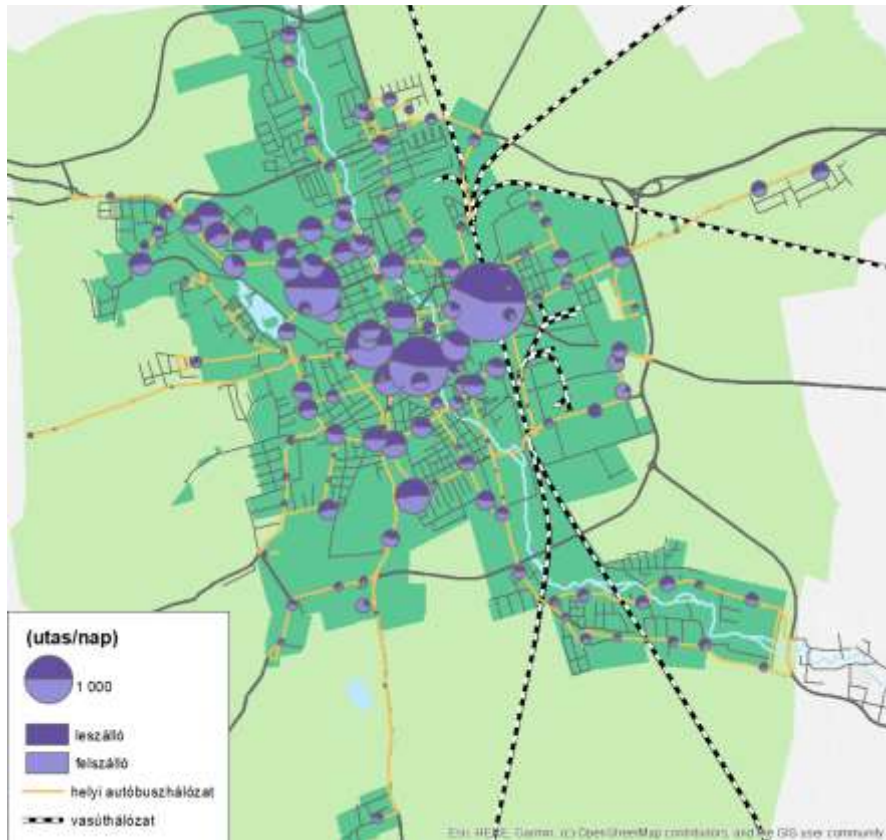 (utas/nap)
1 000
leszálló
felszálló
helyi autóbuszhálózat
vasúthálózat
Esri, HERE, Garmin, (c) OpenStreetMap contributors, and the GIS user community